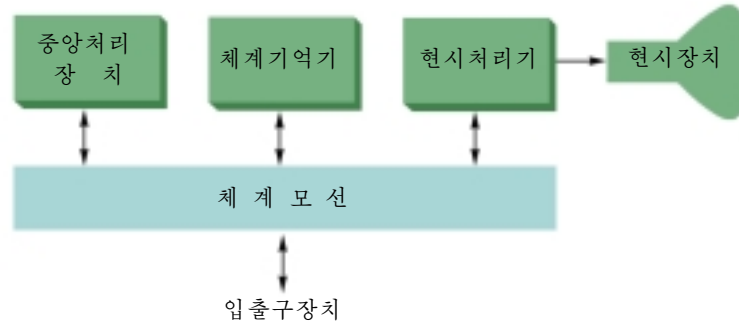 중앙처리
장 치
체계기억기
현시처리기
현시장치
체 계 모 선
입출구장치